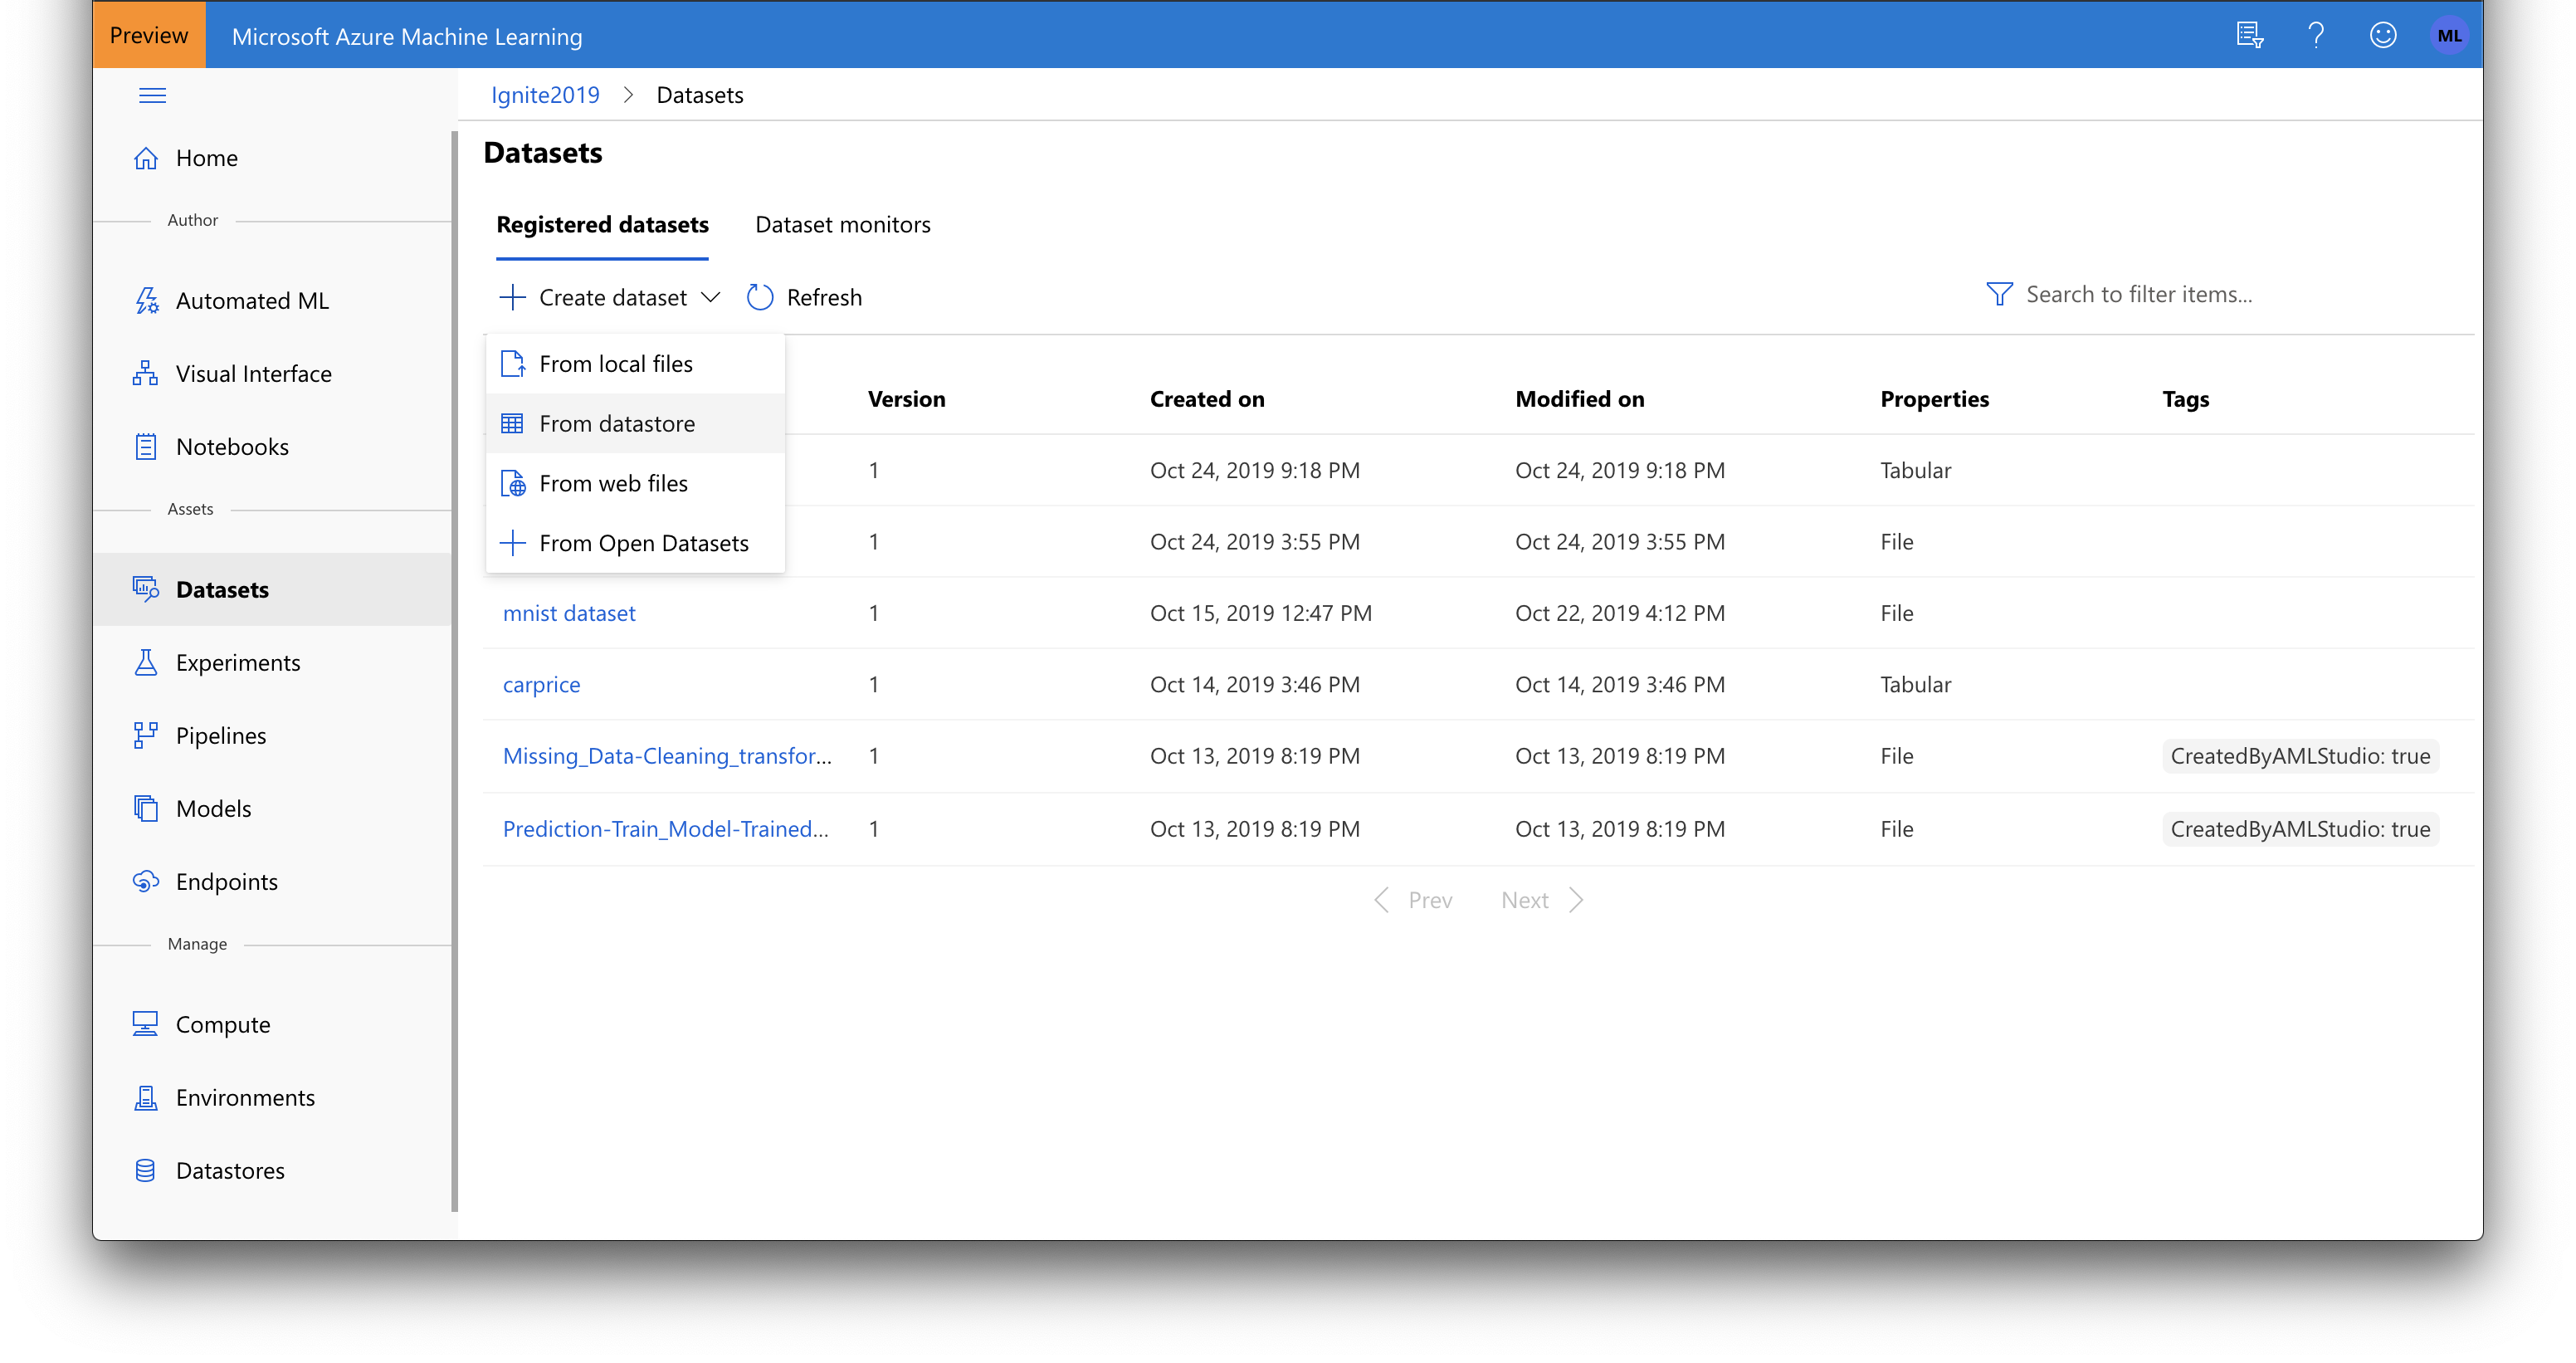 Preview
Microsoft Azure Machine Learning
ML
Ignite2019 > Datasets
Home
Author
Automated ML
Visual Interface
Notebooks
Assets
Datasets
Experiments
Pipelines
Models
Endpoints
Manage
Compute
Environments
Datastores
Datasets
Registered datasets Dataset monitors
Create dataset Refresh Search to filter items...
From local files
From datastore
From web files
From Open Datasets
Version Created on Modified on Properties Tags
1 Oct 24, 2019 9:18 PM Oct 24, 2019 9:18 PM Tabular
1 Oct 24, 2019 3:55 PM Oct 24, 2019 3:55 PM File
mnist dataset 1 Oct 15, 2019 12:47 PM Oct 22, 2019 4:12 PM File
carprice 1 Oct 14, 2019 3:46 PM Oct 14, 2019 3:46 PM Tabular
Missing_Data-Cleaning_transfor... 1 Oct 13, 2019 8:19 PM Oct 13, 2019 8:19 PM File CreatedByAMLStudio: true
Prediction-Train_Model-Trained... 1 Oct 13, 2019 8:19 PM Oct 13, 2019 8:19 PM File CreatedByAMLStudio: true
Prev Next